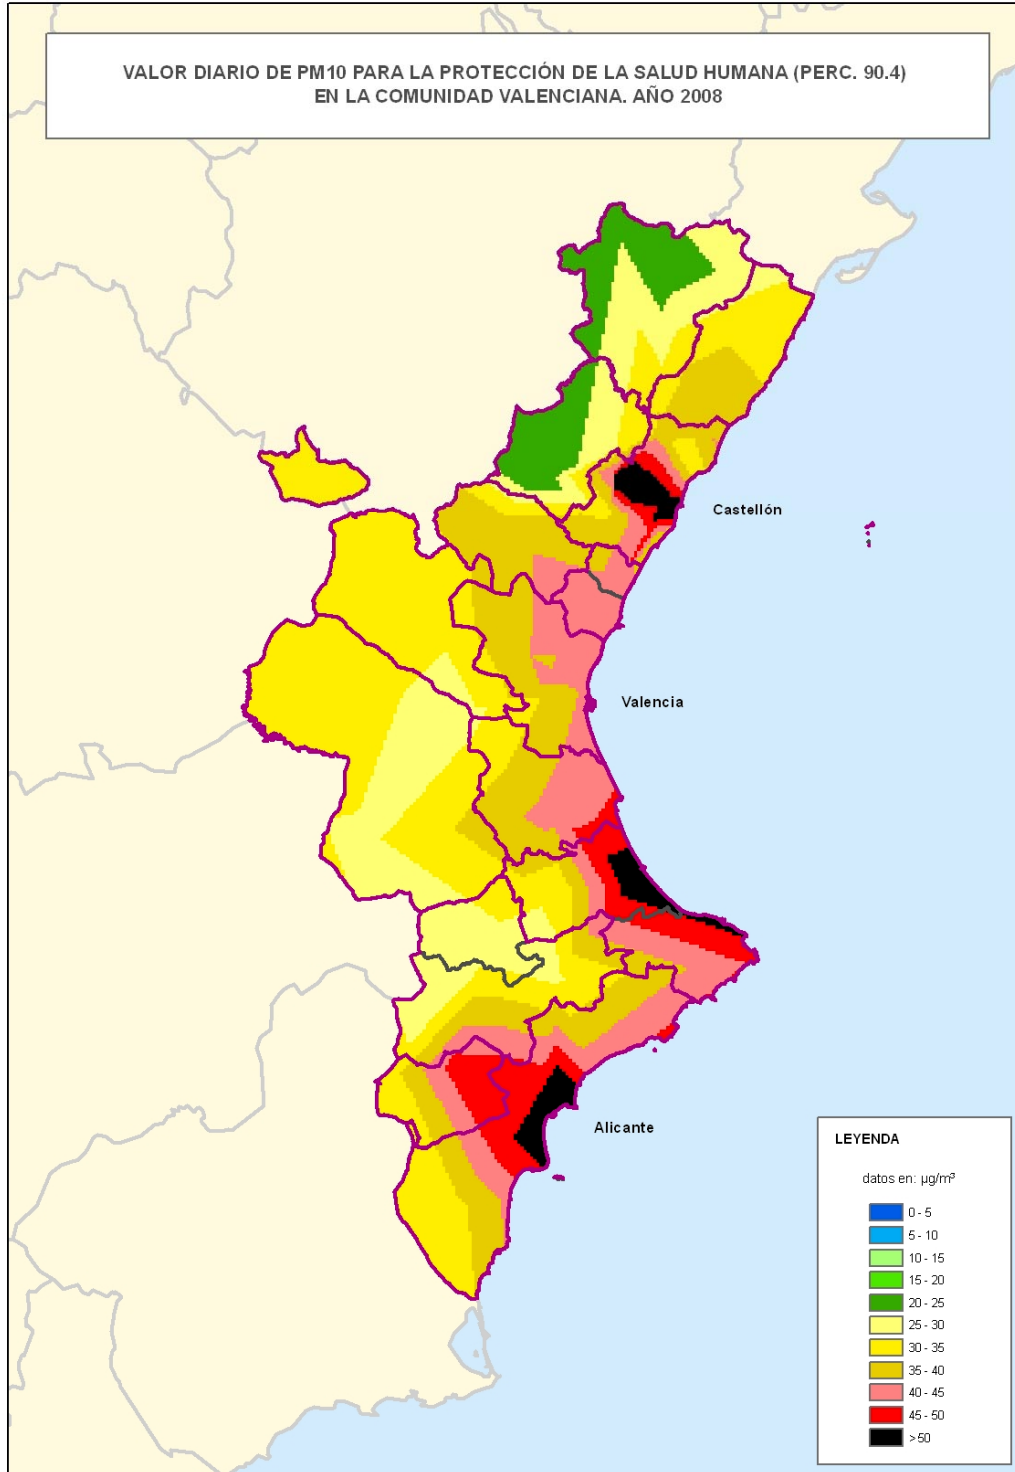 VALOR DIARIO DE PM10 PARA LA PROTECCIÓN DE LA SALUD HUMANA (PERC. 90.4)
EN LA COMUNIDAD VALENCIANA. AÑO 2008
Castellón
Valencia
Alicante
LEYENDA
datos en: µg/m³
0 - 5
5 - 10
10 - 15
15 - 20
20 - 25
25 - 30
30 - 35
35 - 40
40 - 45
45 - 50
>50